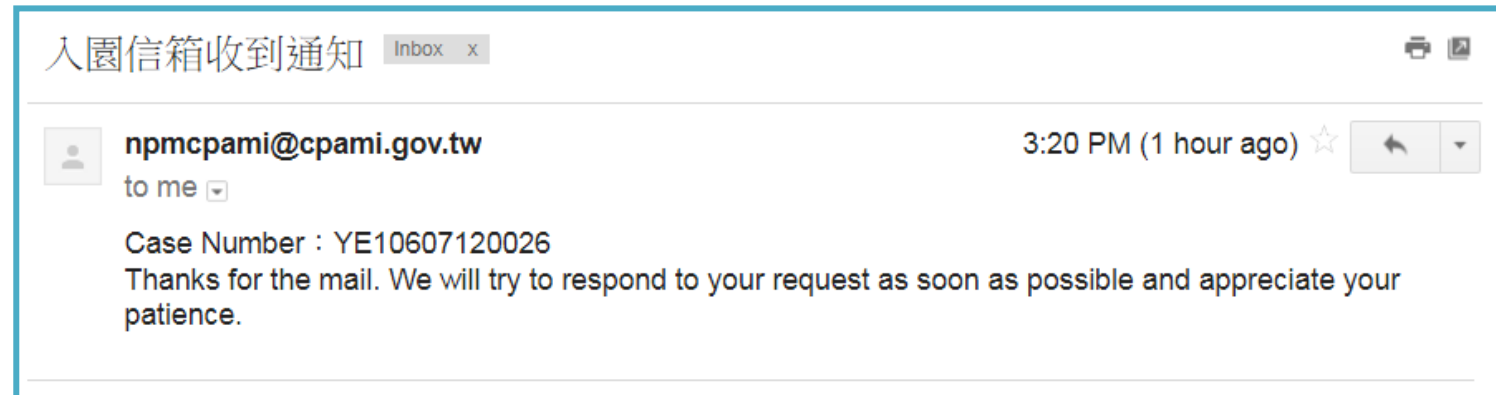 入園信箱收到通知 Inbox x
npmcpami@cpami.gov.tw 3:20 PM (1 hour ago)
to me
Case Number：YE10607120026
Thanks for the mail. We will try to respond to your request as soon as possible and appreciate your
patience.